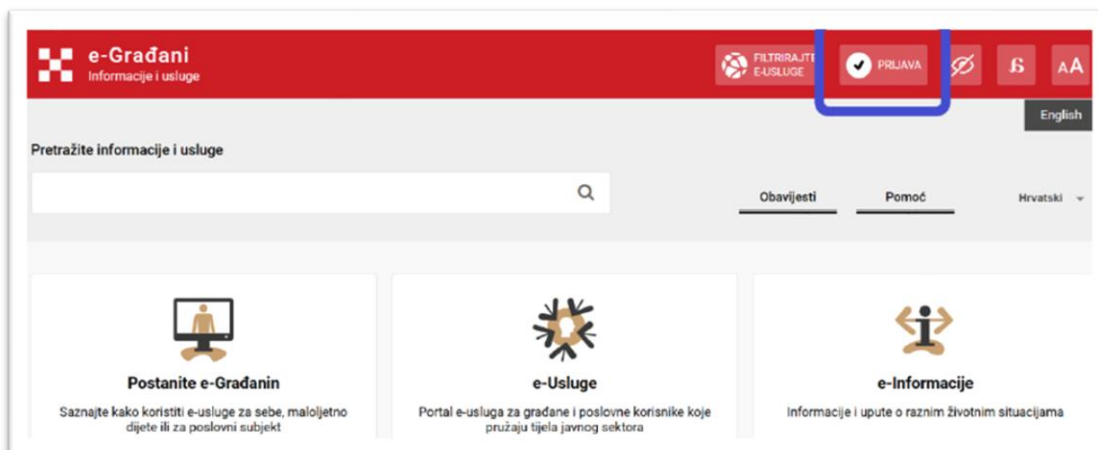 e-Građani
Informacije i usluge
FILTRIRAJTE
E-USLUGE
PRIJAVA
AA
English
Pretražite informacije i usluge
Obavijesti
Pomoć
Hrvatski
Postanite e-Građanin
Saznajte kako koristiti e-usluge za sebe, maloljetno
dijete ili za poslovni subjekt
e-Usluge
Portal e-usluga za građane i poslovne korisnike koje
pružaju tijela javnog sektora
e-Informacije
Informacije i upute o raznim životnim situacijama